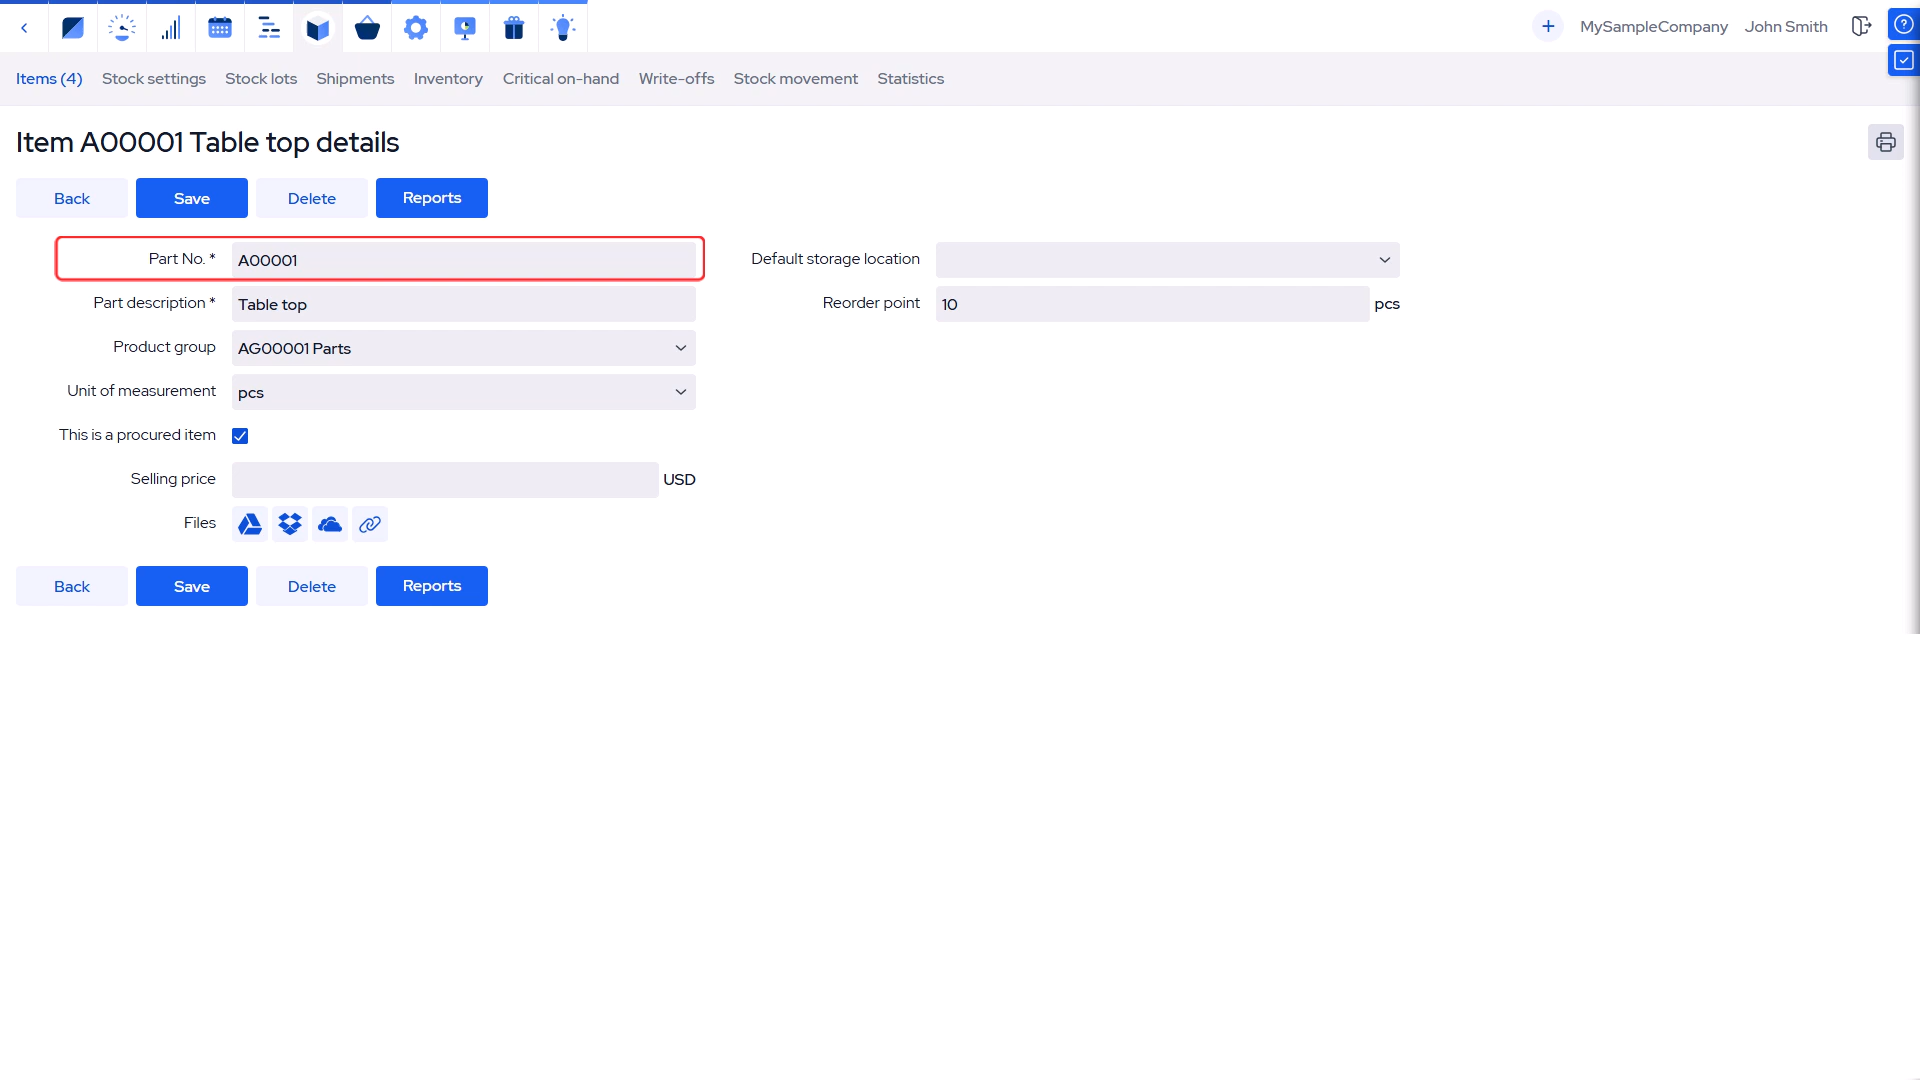 MySampleCompany John Smith
Items (4) Stock settings Stock lots Shipments Inventory Critical on-hand Write-offs Stock movement Statistics
Item A00001 Table top details
Back Save Delete Reports
Part No. * A00001
Part description * Table top
Product group AG00001 Parts
Unit of measurement pcs
This is a procured item
Selling price USD
Files
Default storage location
Reorder point 10 pcs
Back Save Delete Reports